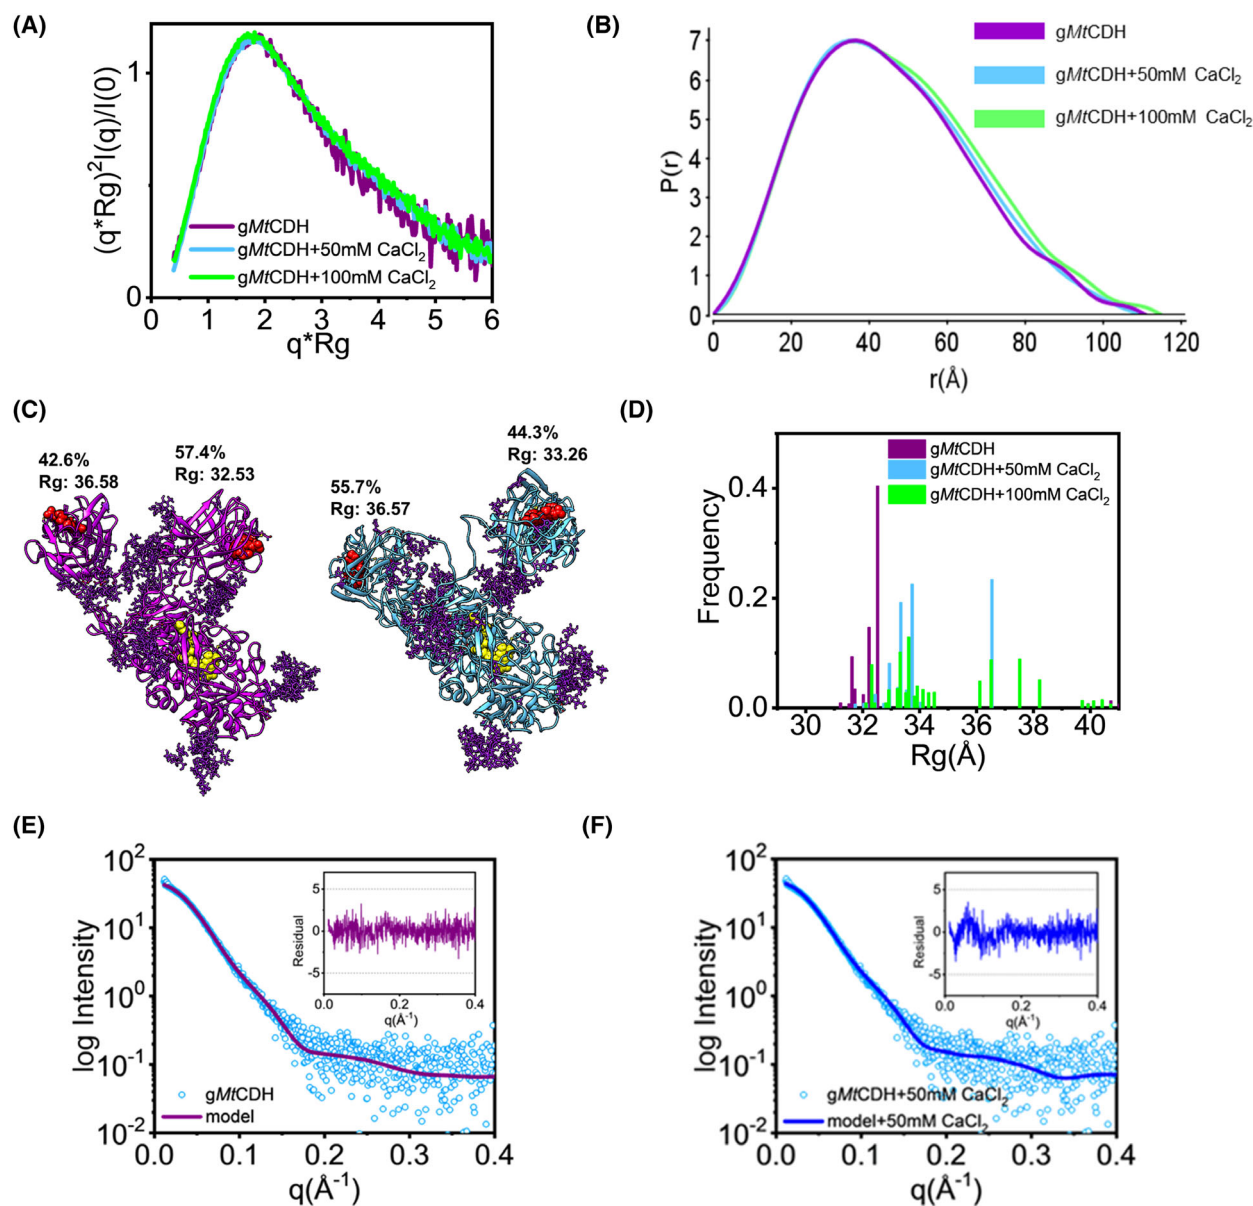 (A)
(q*Rg)²I(q)/I(0)
1
0
gMtCDH
gMtCDH+50mM CaCl₂
gMtCDH+100mM CaCl₂
0 1 2 3 4 5 6
q*Rg
(B)
P(r)
7
6
5
4
3
2
1
0
gMtCDH
gMtCDH+50mM CaCl₂
gMtCDH+100mM CaCl₂
0 20 40 60 80 100 120
r(Å)
(C)
42.6%
Rg: 36.58
57.4%
Rg: 32.53
55.7%
Rg: 36.57
44.3%
Rg: 33.26
(D)
Frequency
0.4
0.2
0.0
gMtCDH
gMtCDH+50mM CaCl₂
gMtCDH+100mM CaCl₂
30 32 34 36 38 40
Rg(Å)
(E)
log Intensity
10²
10¹
10⁰
10⁻¹
10⁻²
Residual
5
0
-5
0.0 0.2 0.4
q(Å⁻¹)
gMtCDH
model
0.0 0.1 0.2 0.3 0.4
q(Å⁻¹)
(F)
log Intensity
10²
10¹
10⁰
10⁻¹
10⁻²
Residual
5
0
-5
0.0 0.2 0.4
q(Å⁻¹)
gMtCDH+50mM CaCl₂
model+50mM CaCl₂
0.0 0.1 0.2 0.3 0.4
q(Å⁻¹)